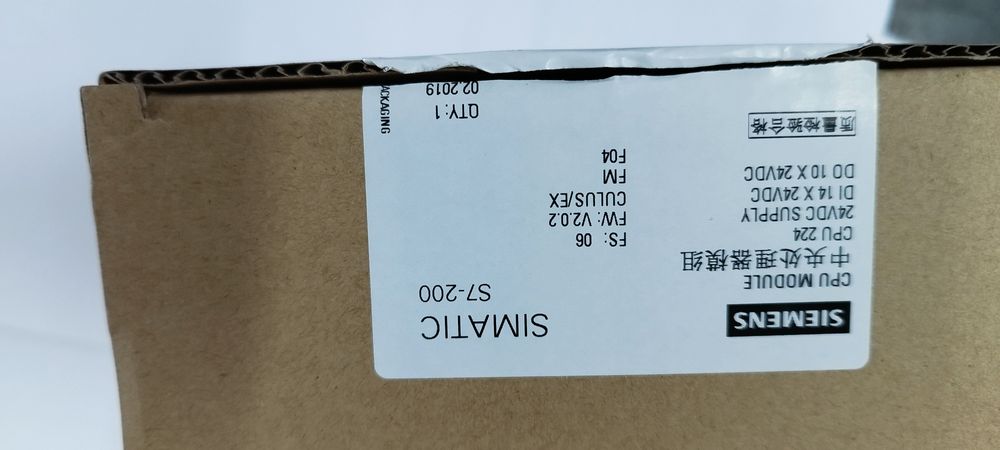 SIEMENS
SIMATIC
S7-200
CPU MODULE
中央处理器模组
CPU 224
24VDC SUPPLY
DI 14 X 24VDC
DO 10 X 24VDC
FS: 06
FW: V2.0.2
CULUS/EX
FM
F04
质量检验合格
QTY: 1
02.2019
ACKAGING